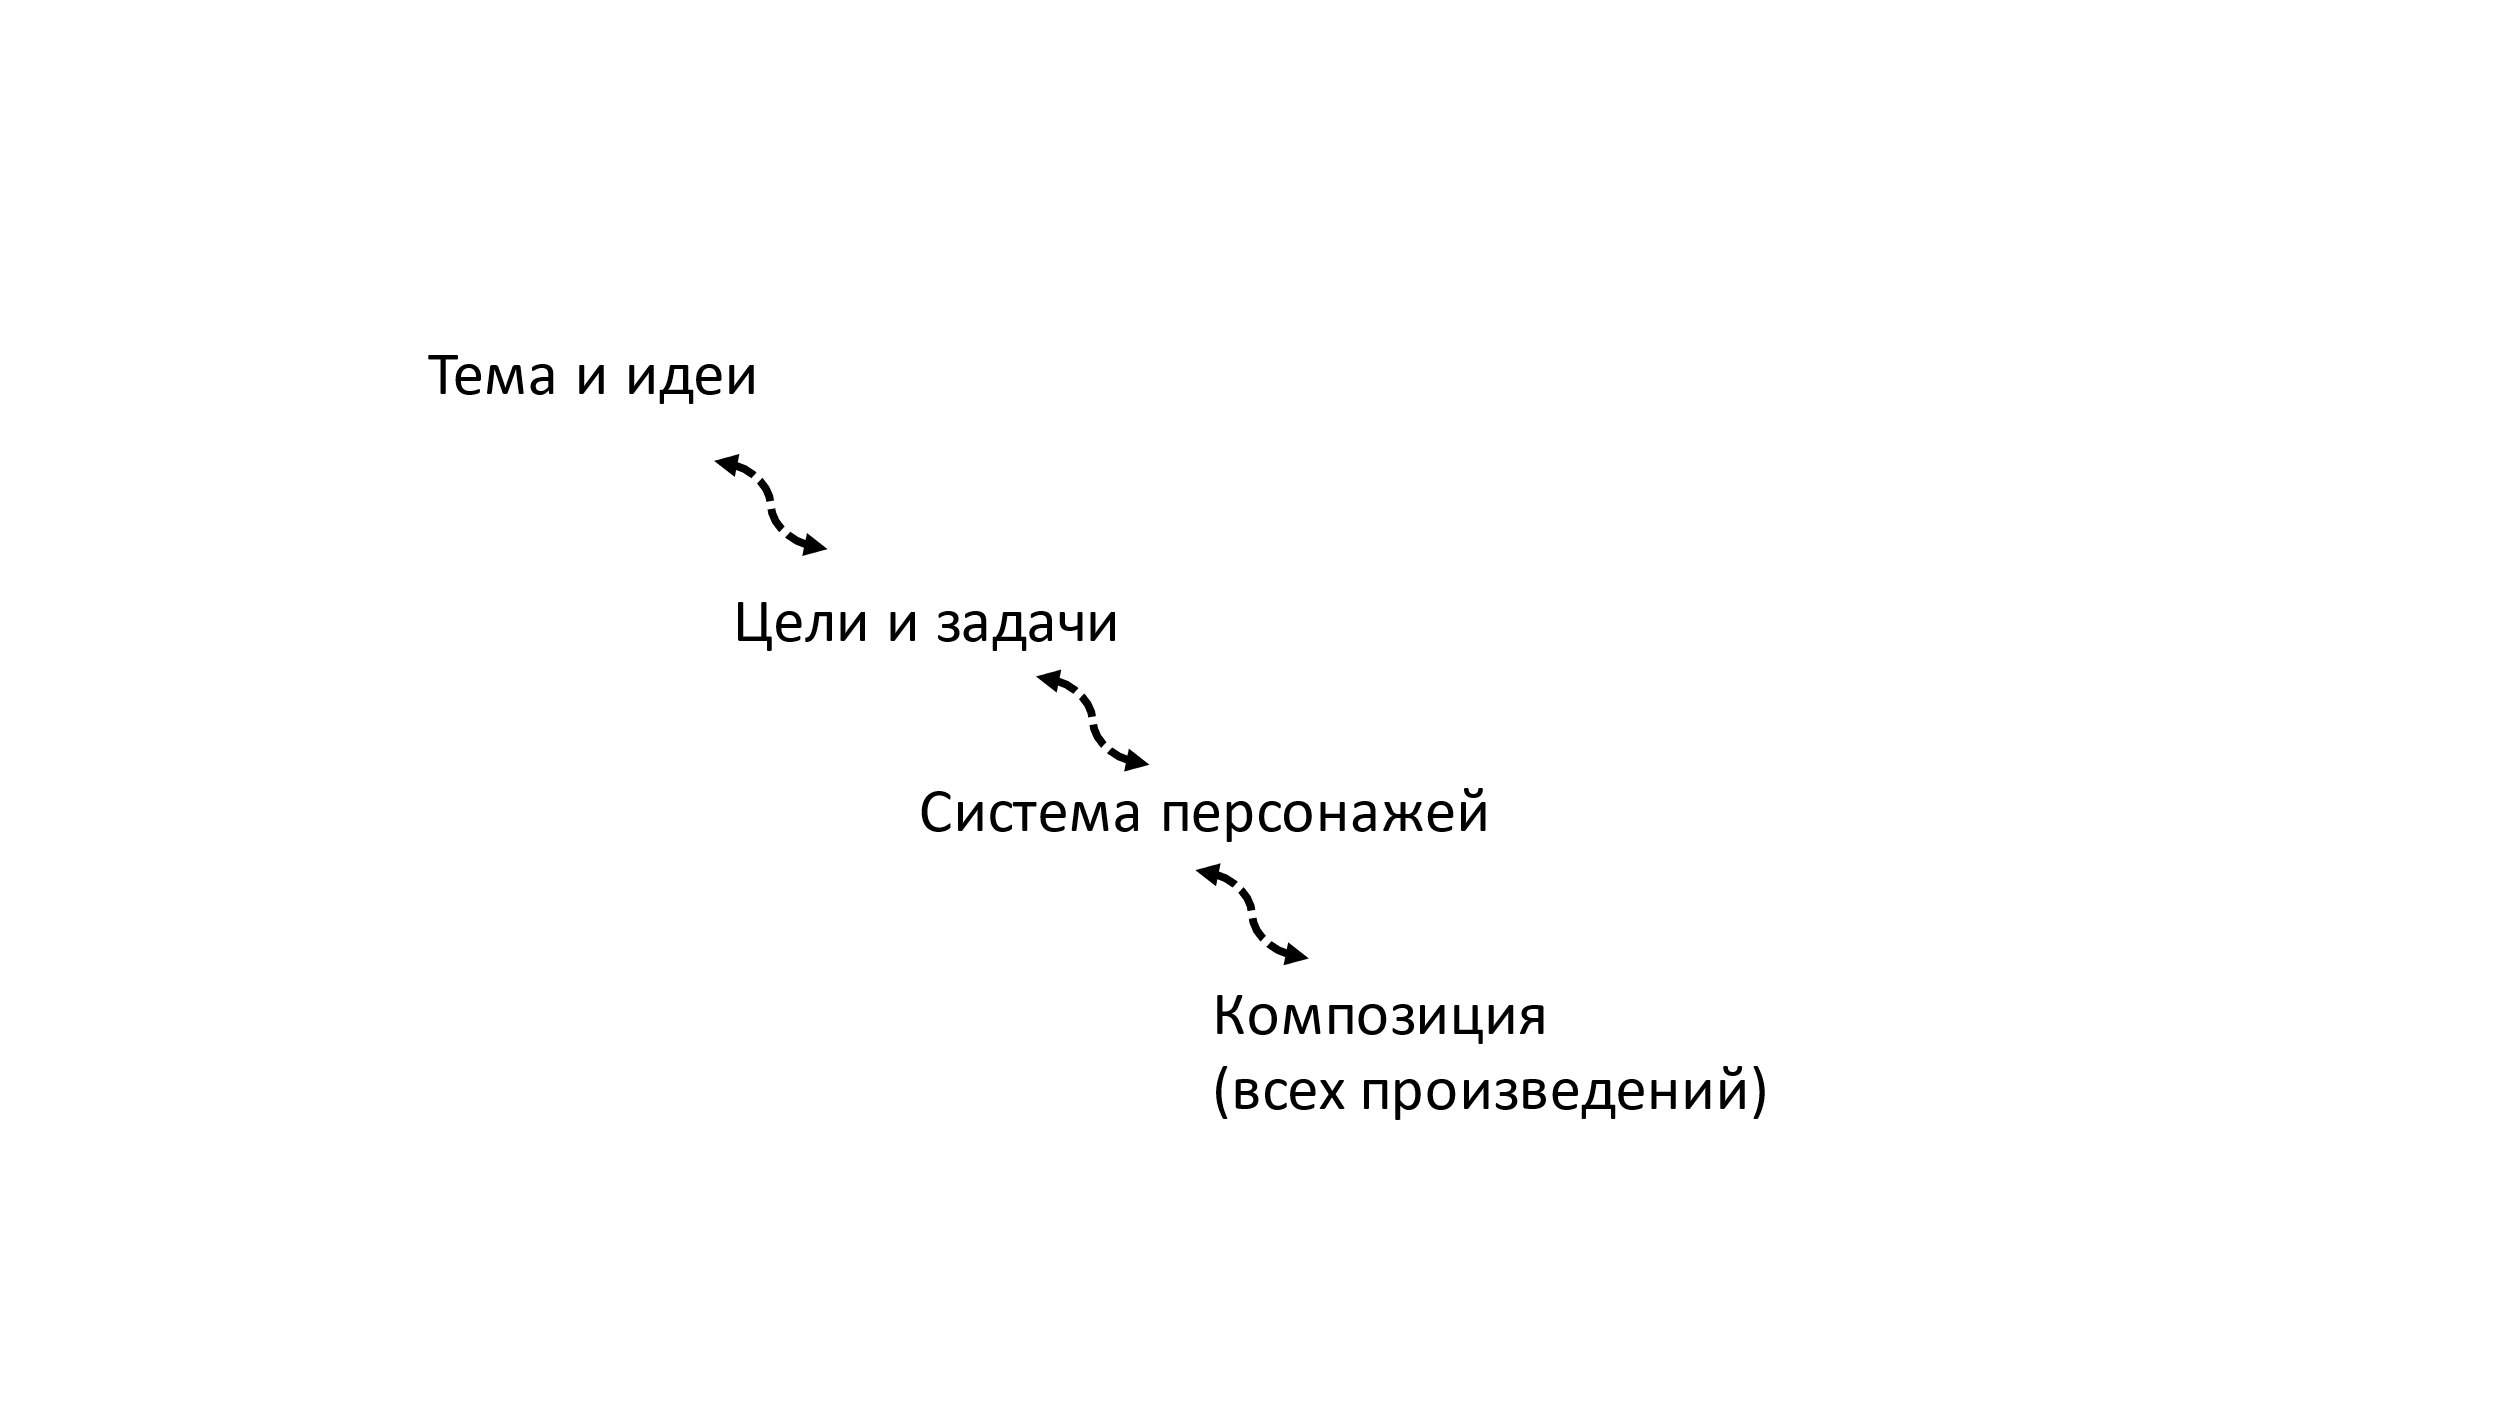 Тема и идеи
Цели и задачи
Система персонажей
Композиция
(всех произведений)